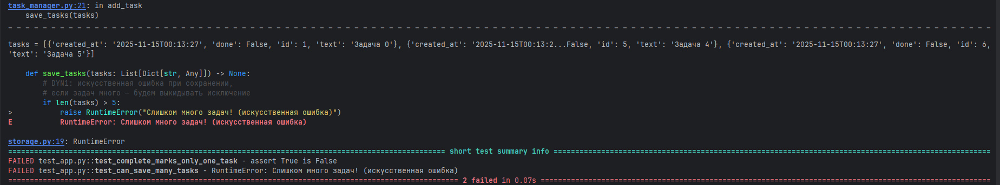 task_manager.py:21: in add_task
    save_tasks(tasks)
_ _ _ _ _ _ _ _ _ _ _ _ _ _ _ _ _ _ _ _ _ _ _ _ _ _ _ _ _ _ _ _ _ _ _ _ _ _ _ _ _ _ _ _ _ _ _ _ _ _ _ _ _ _ _ _ _ _ _ _ _ _ _ _ _ _ _ _ _ _ _ _ _ _ _ _ _ _ _ _ _ _ _ _ _ _ _ _ _ _ _ _ _ _ _ _ _ _ _ _ _ _ _ _ _ _ _ _ _ _ _ _ _ _
tasks = [{'created_at': '2025-11-15T00:13:27', 'done': False, 'id': 1, 'text': 'Задача 0'}, {'created_at': '2025-11-15T00:13:2...False, 'id': 5, 'text': 'Задача 4'}, {'created_at': '2025-11-15T00:13:27', 'done': False, 'id': 6,
'text': 'Задача 5'}]
    def save_tasks(tasks: List[Dict[str, Any]]) -> None:
        # DYN1: искусственная ошибка при сохранении,
        # если задач много — будем выкидывать исключение
        if len(tasks) > 5:
>           raise RuntimeError("Слишком много задач! (искусственная ошибка)")
E           RuntimeError: Слишком много задач! (искусственная ошибка)
storage.py:19: RuntimeError
===================================================================================================== short test summary info =====================================================================================================
FAILED test_app.py::test_complete_marks_only_one_task - assert True is False
FAILED test_app.py::test_can_save_many_tasks - RuntimeError: Слишком много задач! (искусственная ошибка)
======================================================================================================== 2 failed in 0.07s ========================================================================================================